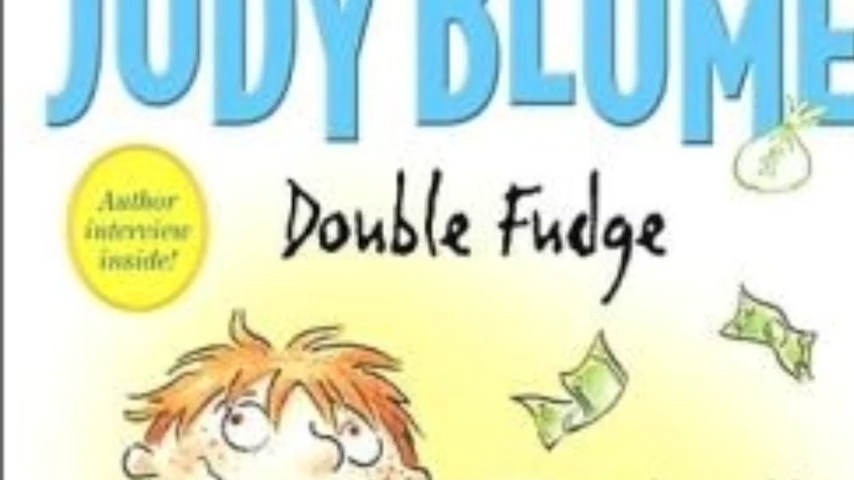 JUDY BLUME
Double Fudge
Author
interview
inside!